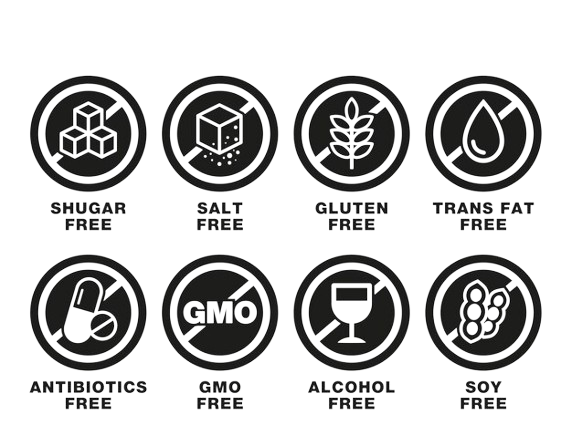 SHUGAR
FREE
SALT
FREE
GLUTEN
FREE
TRANS FAT
FREE
GMO
ANTIBIOTICS
FREE
GMO
FREE
ALCOHOL
FREE
SOY
FREE